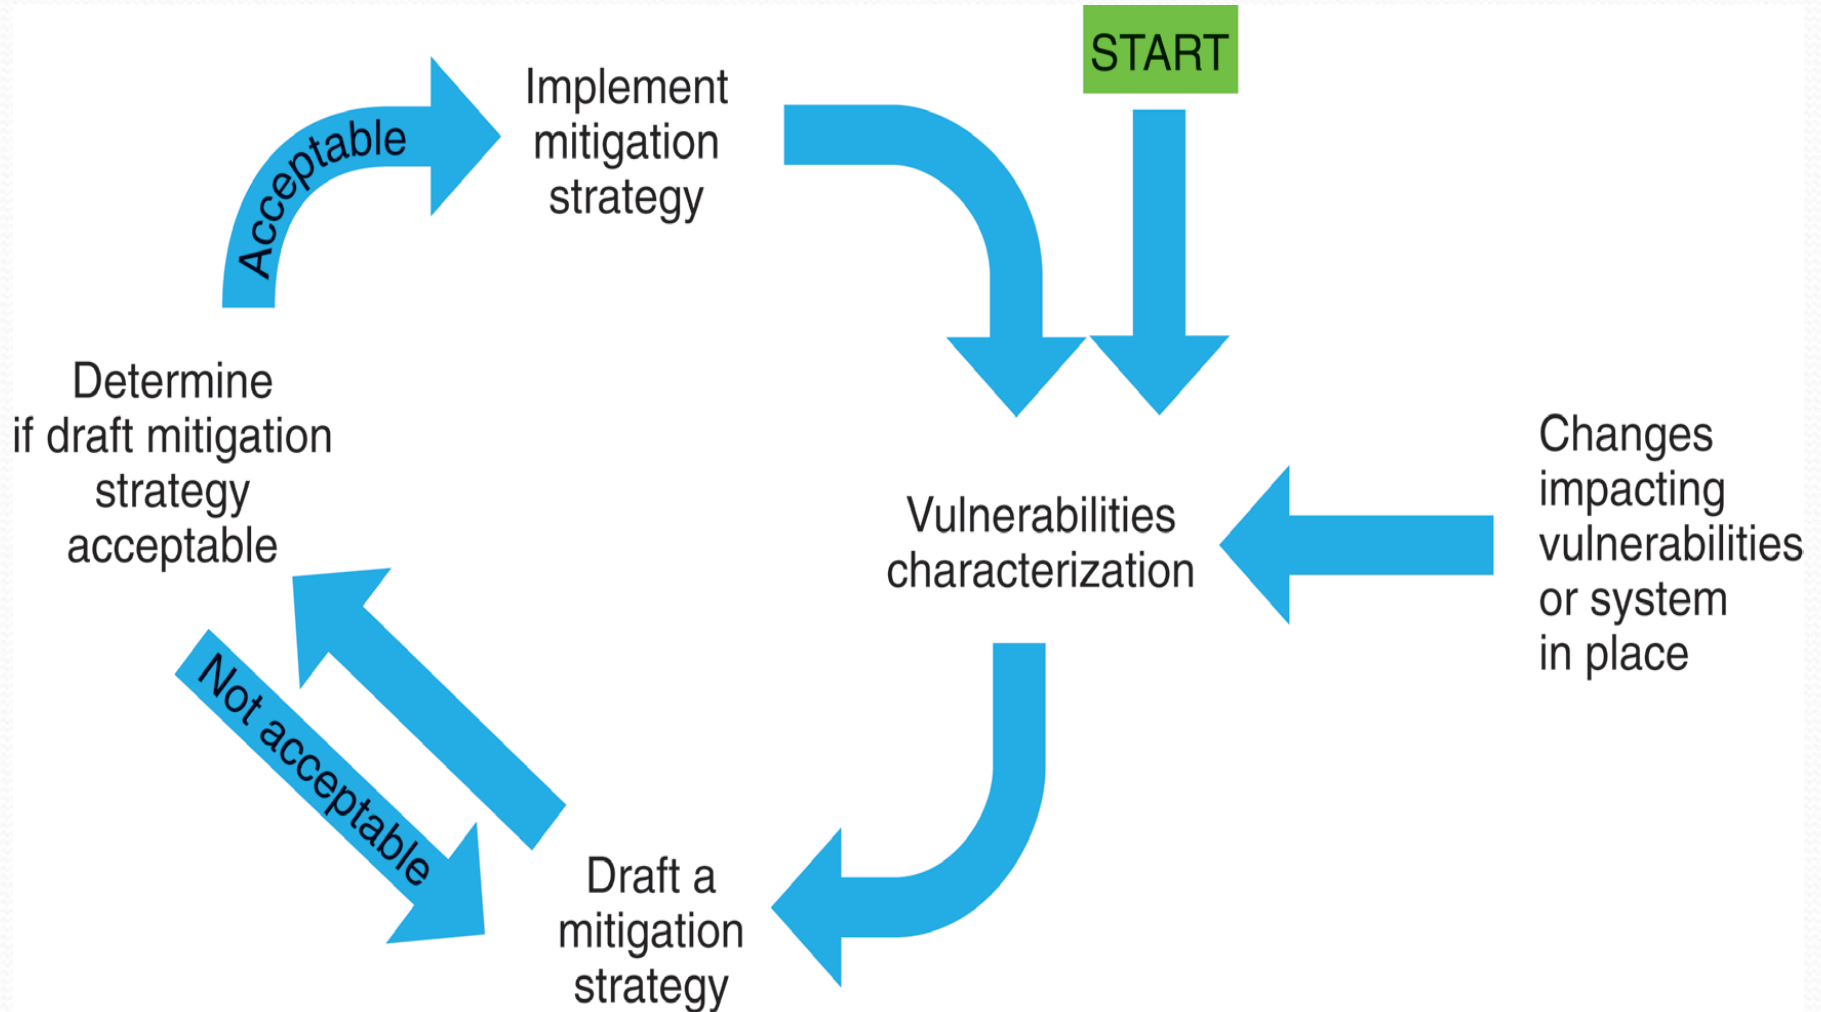 START
Implement
mitigation
strategy
Acceptable
Determine
if draft mitigation
strategy
acceptable
Vulnerabilities
characterization
Changes
impacting
vulnerabilities
or system
in place
Not acceptable
Draft a
mitigation
strategy